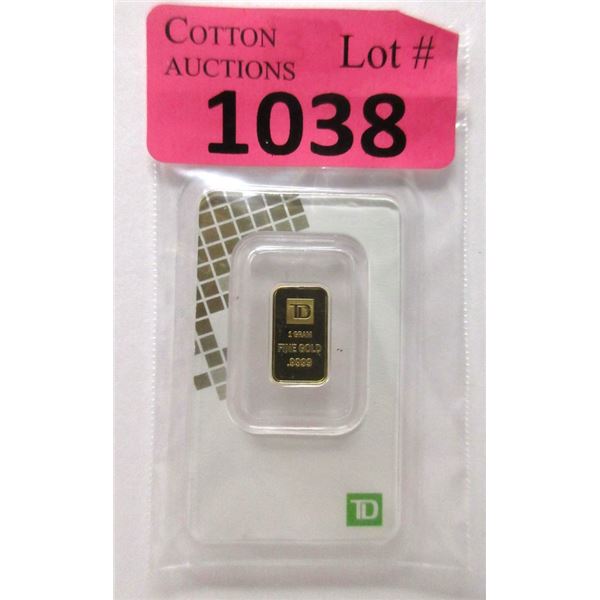 COTTON
AUCTIONS
Lot #
1038
TD
1 GRAM
FINE GOLD
.9999
TD